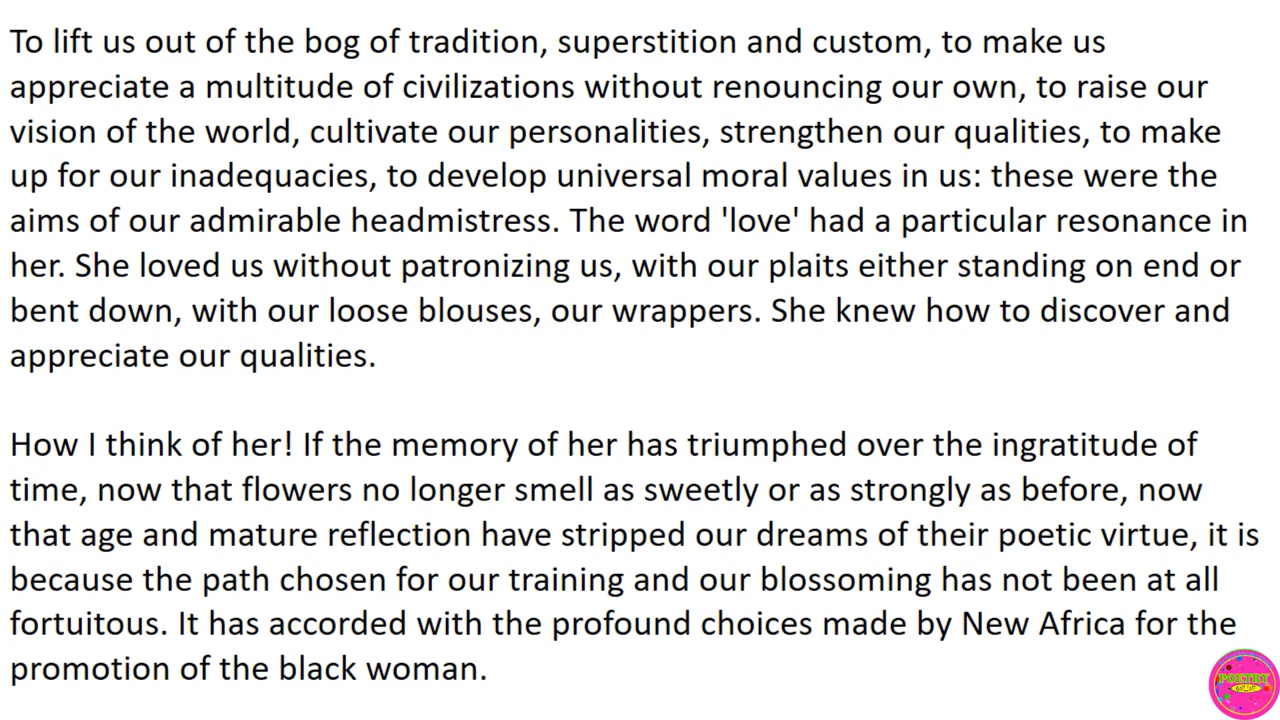 To lift us out of the bog of tradition, superstition and custom, to make us
appreciate a multitude of civilizations without renouncing our own, to raise our
vision of the world, cultivate our personalities, strengthen our qualities, to make
up for our inadequacies, to develop universal moral values in us: these were the
aims of our admirable headmistress. The word 'love' had a particular resonance in
her. She loved us without patronizing us, with our plaits either standing on end or
bent down, with our loose blouses, our wrappers. She knew how to discover and
appreciate our qualities.
How I think of her! If the memory of her has triumphed over the ingratitude of
time, now that flowers no longer smell as sweetly or as strongly as before, now
that age and mature reflection have stripped our dreams of their poetic virtue, it is
because the path chosen for our training and our blossoming has not been at all
fortuitous. It has accorded with the profound choices made by New Africa for the
promotion of the black woman.
POETRY